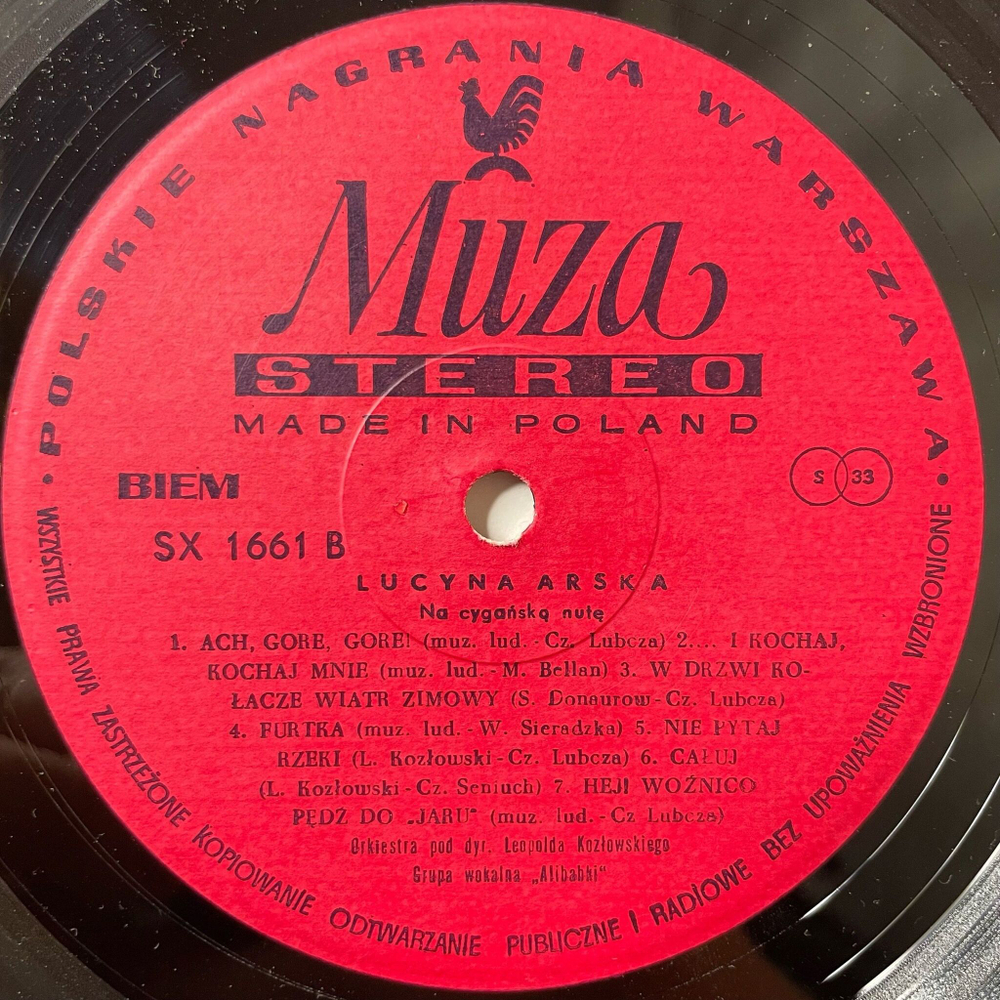 • POLSKIE NAGRANIA WARSZAWA •
Muza
STEREO
MADE IN POLAND
BIEM
S 33
SX 1661 B
LUCYNA ARSKA
Na cygańską nutę
1. ACH, GORE, GORE! (muz. lud. - Cz. Lubcza) 2.... I KOCHAJ,
KOCHAJ MNIE (muz. lud. - M. Bellan) 3. W DRZWI KO-
ŁACZE WIATR ZIMOWY (S. Donaurow - Cz. Lubcza)
4. FURTKA (muz. lud. - W. Sieradzka) 5. NIE PYTAJ
RZEKI (L. Kozłowski - Cz. Lubcza) 6. CAŁUJ
(L. Kozłowski - Cz. Seniuch) 7. HEJ! WOŹNICO
PĘDŹ DO „JARU" (muz. lud. - Cz Lubcza)
Orkiestra pod dyr. Leopolda Kozłowskiego
Grupa wokalna „Alibabki"
WSZYSTKIE PRAWA ZASTRZEŻONE KOPIOWANIE ODTWARZANIE PUBLICZNE I RADIOWE BEZ UPOWAŻNIENIA WZBRONIONE